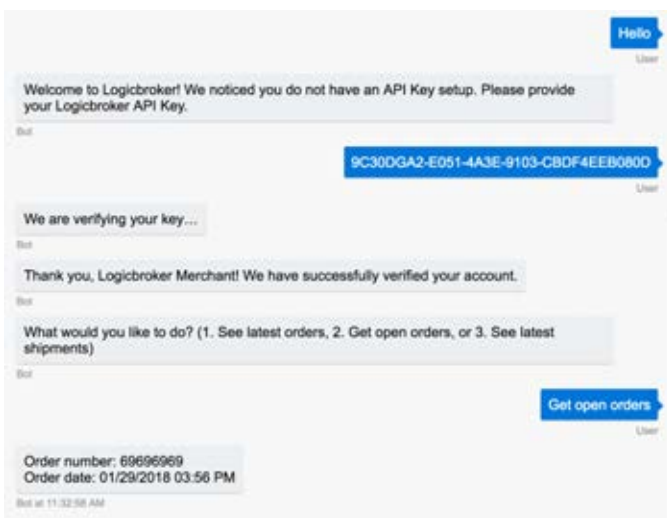 Hello
User
Welcome to Logicbroker! We noticed you do not have an API Key setup. Please provide
your Logicbroker API Key.
Bot
9C30DGA2-E051-4A3E-9103-CBDF4EEB080D
User
We are verifying your key…
Bot
Thank you, Logicbroker Merchant! We have successfully verified your account.
Bot
What would you like to do? (1. See latest orders, 2. Get open orders, or 3. See latest
shipments)
Bot
Get open orders
User
Order number: 69696969
Order date: 01/29/2018 03:56 PM
Bot at 11:32:58 AM